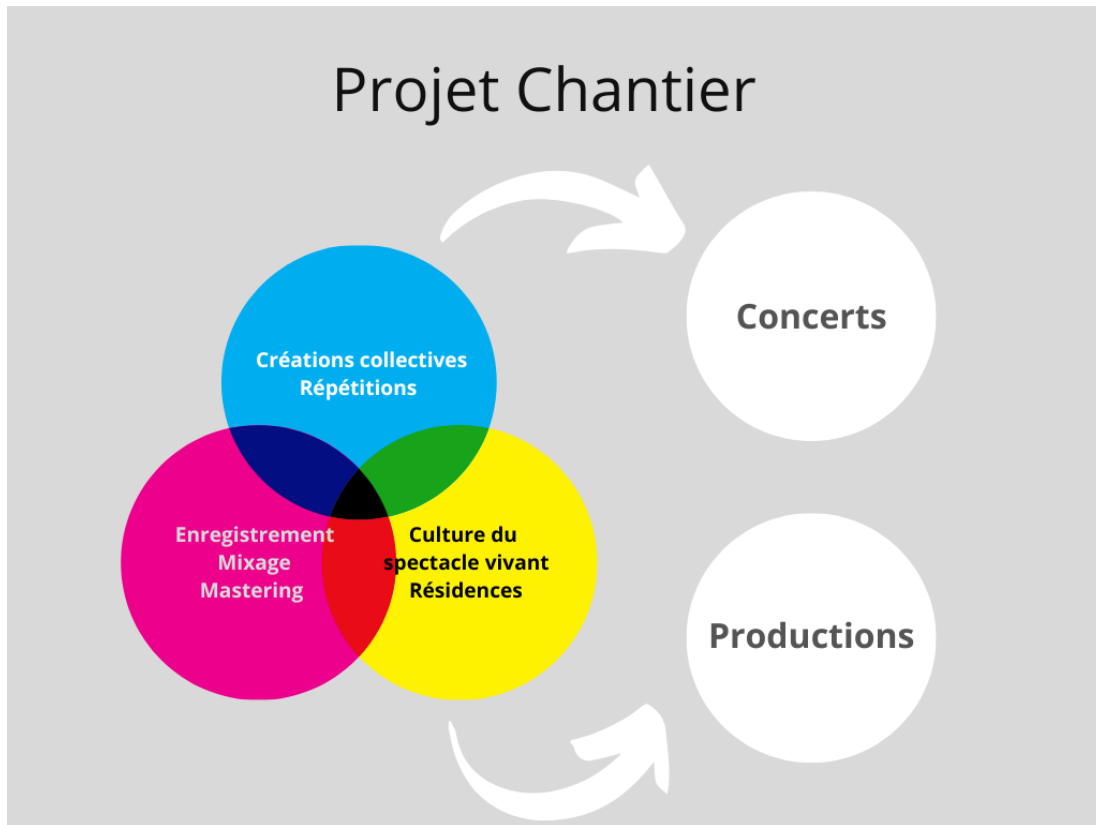 Projet Chantier
Créations collectives
Répétitions
Enregistrement
Mixage
Mastering
Culture du
spectacle vivant
Résidences
Concerts
Productions